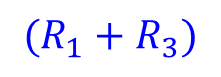 (R₁ + R₃)